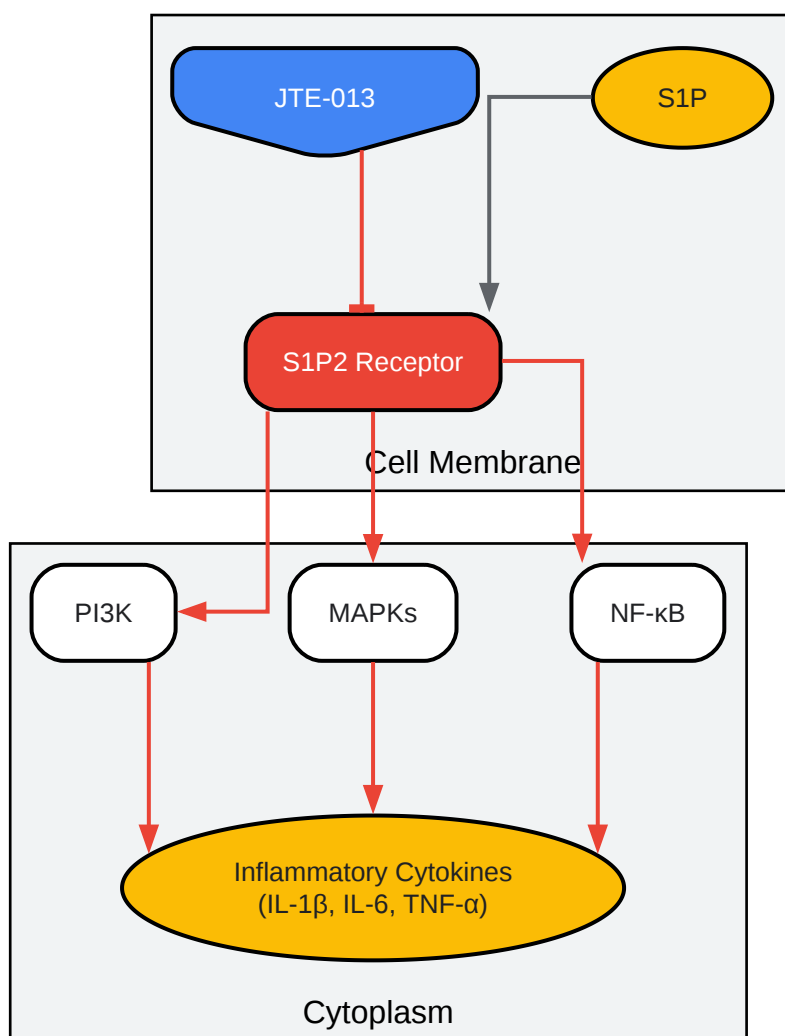 JTE-013
S1P
S1P2 Receptor
Cell Membrane
PI3K
MAPKs
NF-κB
Inflammatory Cytokines
(IL-1β, IL-6, TNF-α)
Cytoplasm